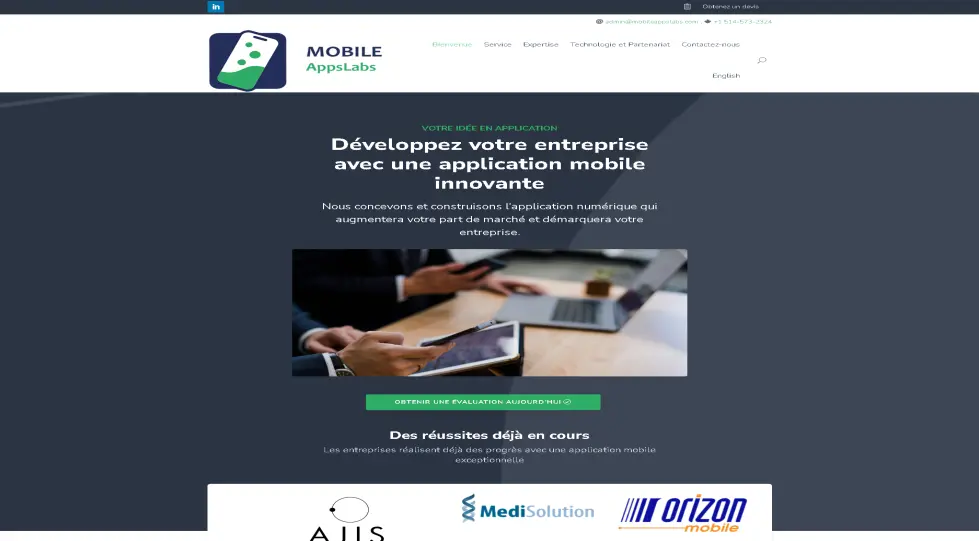 in
Obtenez un devis
admin@mobileappslabs.com
+1 514-573-2924
MOBILE
AppsLabs
Bienvenue
Service
Expertise
Technologie et Partenariat
Contactez-nous
English
VOTRE IDÉE EN APPLICATION
Développez votre entreprise
avec une application mobile
innovante
Nous concevons et construisons l'application numérique qui
augmentera votre part de marché et démarquera votre
entreprise.
OBTENIR UNE ÉVALUATION AUJOURD'HUI
Des réussites déjà en cours
Les entreprises réalisent déjà des progrès avec une application mobile
exceptionnelle
MediSolution
ORIZON
mobile